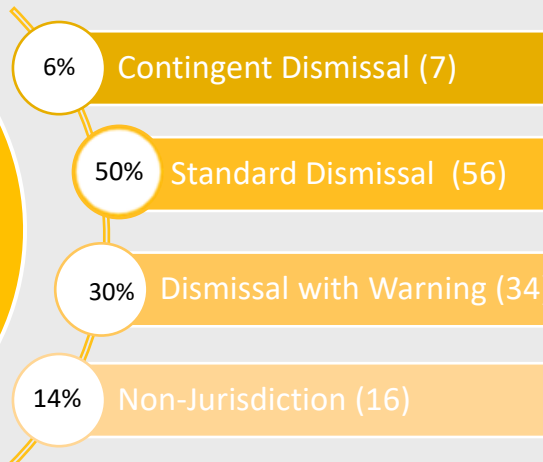 6% Contingent Dismissal (7)
50% Standard Dismissal (56)
30% Dismissal with Warning (34
14% Non-Jurisdiction (16)